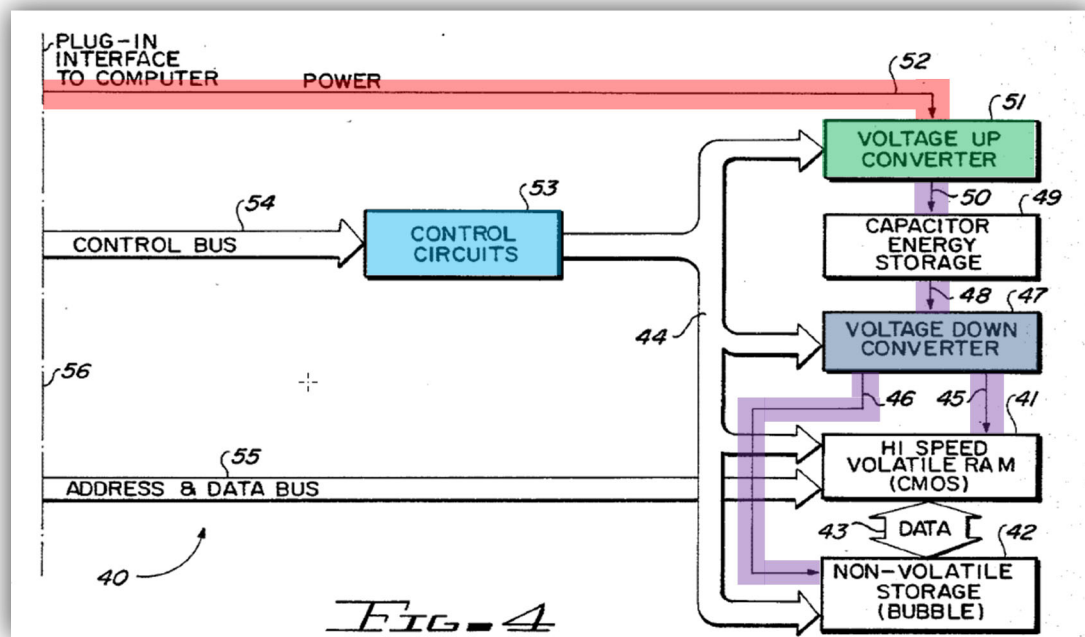 PLUG-IN
INTERFACE
TO COMPUTER
POWER
52
51
VOLTAGE UP
CONVERTER
50
49
CAPACITOR
ENERGY
STORAGE
54
CONTROL BUS
53
CONTROL
CIRCUITS
48
47
VOLTAGE DOWN
CONVERTER
44
46
45
41
HI SPEED
VOLATILE RAM
(CMOS)
56
55
ADDRESS & DATA BUS
43
DATA
42
NON-VOLATILE
STORAGE
(BUBBLE)
40
FIG-4